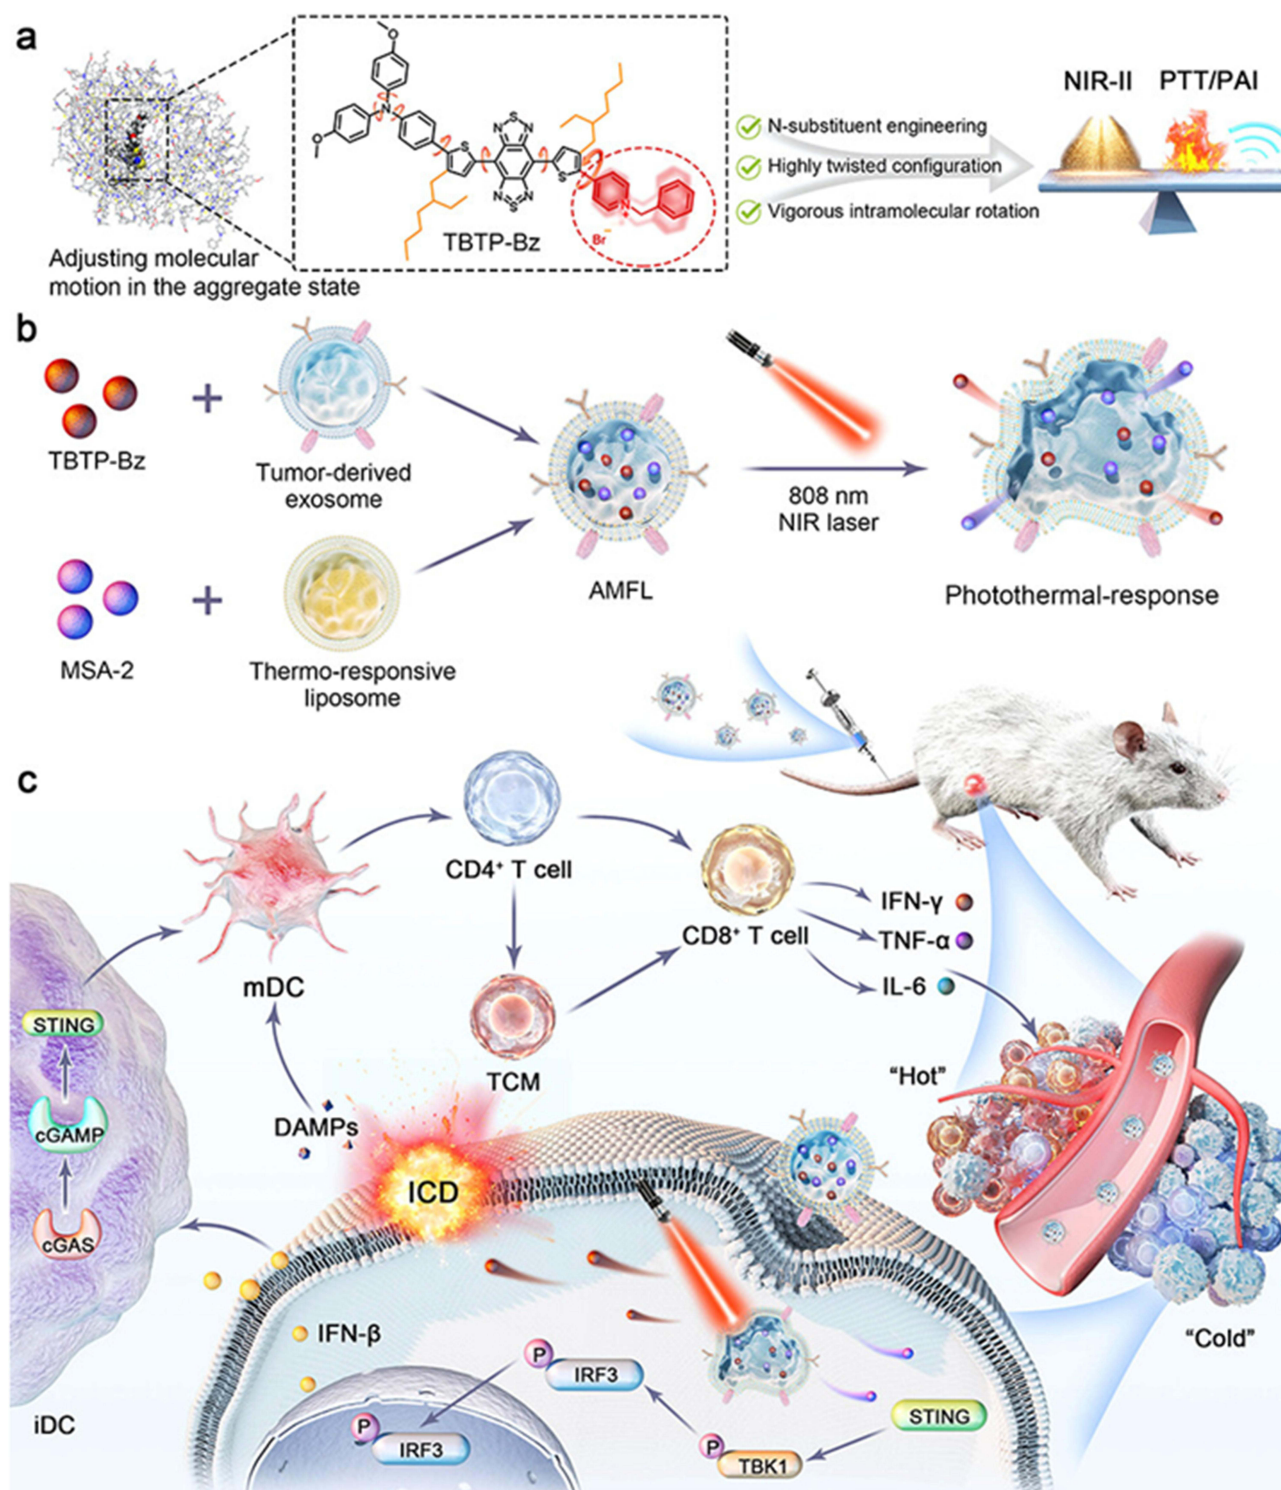 a
NIR-II PTT/PAI
N-substituent engineering
Highly twisted configuration
Vigorous intramolecular rotation
O
O
N
S
N
S
N
N
S
N
S
N⁺
Br⁻
TBTP-Bz
Adjusting molecular
motion in the aggregate state
b
TBTP-Bz
+
Tumor-derived
exosome
MSA-2
+
Thermo-responsive
liposome
AMFL
808 nm
NIR laser
Photothermal-response
c
CD4⁺ T cell
CD8⁺ T cell
IFN-γ
TNF-α
IL-6
mDC
TCM
STING
cGAMP
cGAS
DAMPs
ICD
"Hot"
"Cold"
IFN-β
iDC
P
IRF3
P
IRF3
P
TBK1
STING